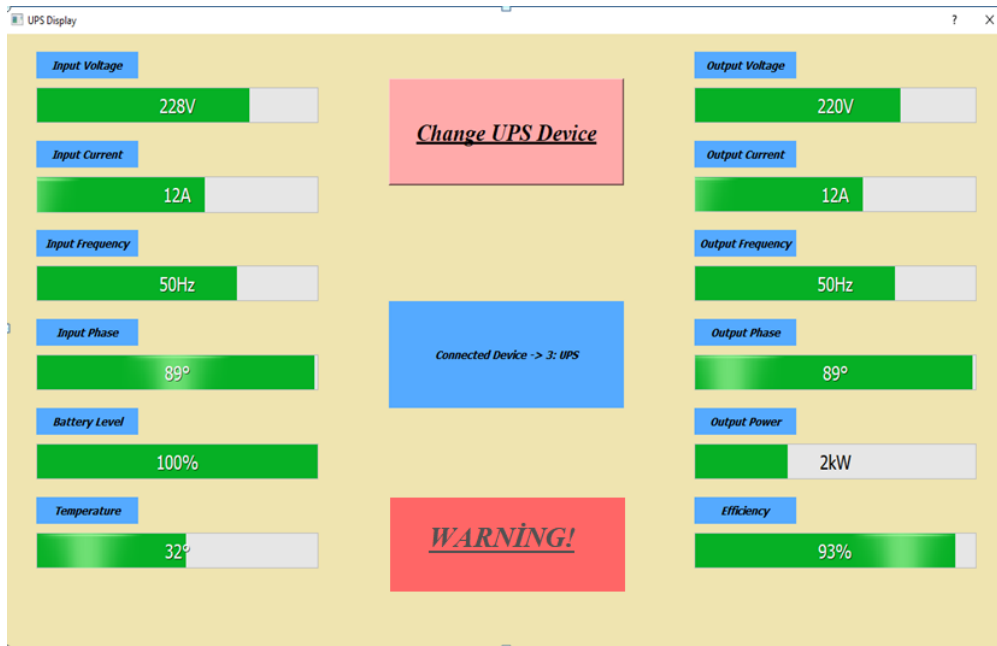 UPS Display
?
Input Voltage
228V
Input Current
12A
Input Frequency
50Hz
Input Phase
89°
Battery Level
100%
Temperature
32°
Change UPS Device
Connected Device -> 3: UPS
WARNİNG!
Output Voltage
220V
Output Current
12A
Output Frequency
50Hz
Output Phase
89°
Output Power
2kW
Efficiency
93%